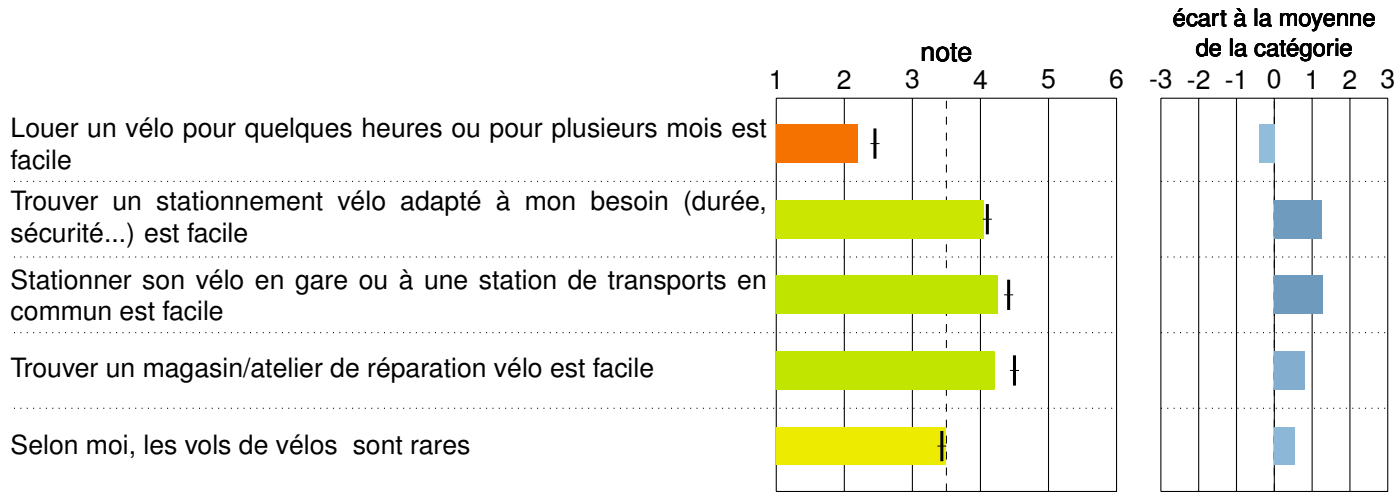 écart à la moyenne
de la catégorie
note
1 2 3 4 5 6
-3 -2 -1 0 1 2 3
Louer un vélo pour quelques heures ou pour plusieurs mois est
facile
Trouver un stationnement vélo adapté à mon besoin (durée,
sécurité...) est facile
Stationner son vélo en gare ou à une station de transports en
commun est facile
Trouver un magasin/atelier de réparation vélo est facile
Selon moi, les vols de vélos sont rares